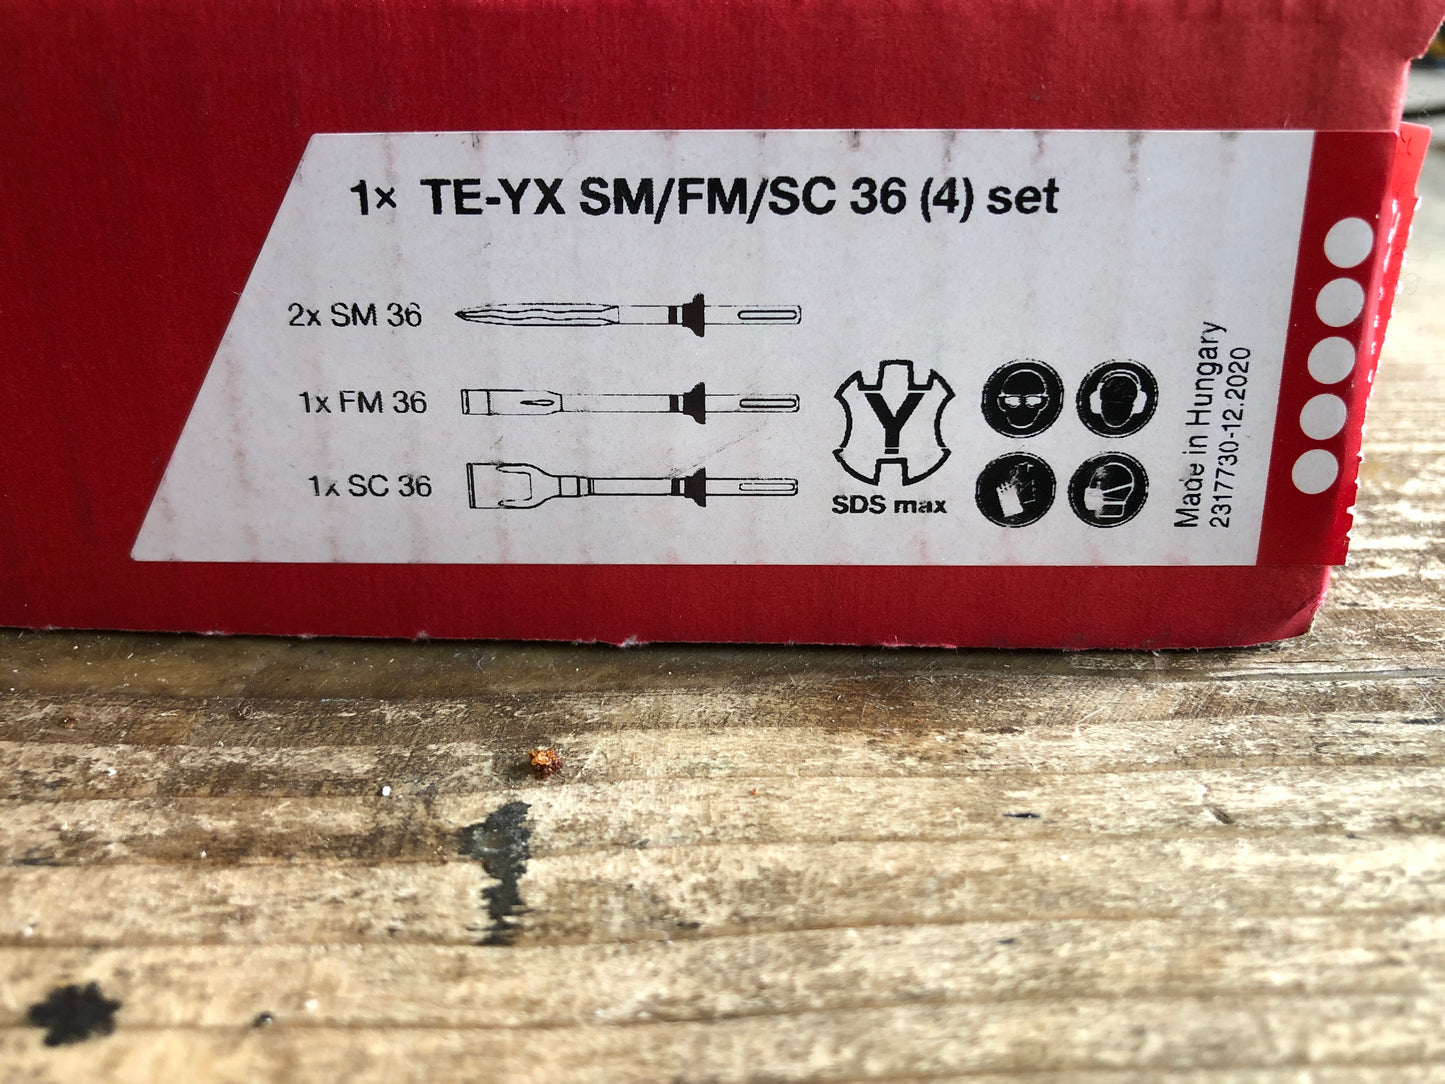 1x TE-YX SM/FM/SC 36 (4) set
2x SM 36
1x FM 36
1x SC 36
Y
SDS max
Made in Hungary
2317730-12.2020